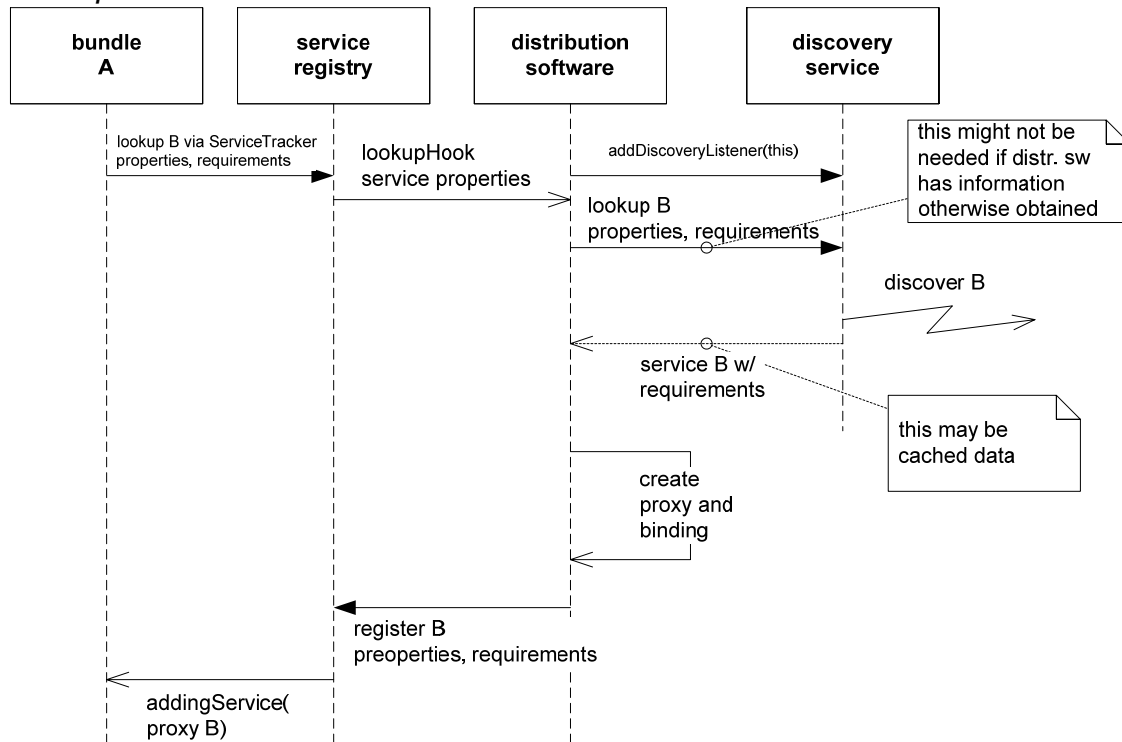 bundle
A
service
registry
distribution
software
discovery
service
lookup B via ServiceTracker
properties, requirements
lookupHook
service properties
addDiscoveryListener(this)
this might not be
needed if distr. sw
has information
otherwise obtained
lookup B
properties, requirements
discover B
service B w/
requirements
this may be
cached data
create
proxy and
binding
register B
preoperties, requirements
addingService(
proxy B)